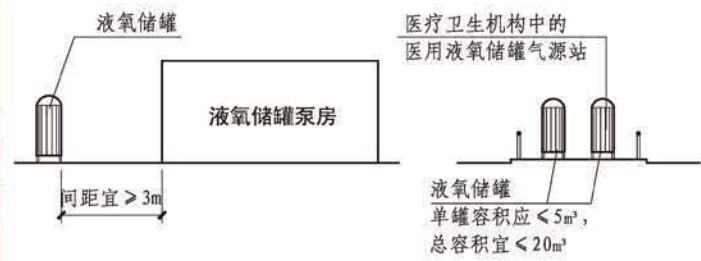 液氧储罐
液氧储罐泵房
间距宜≥3m
医疗卫生机构中的
医用液氧储罐气源站
液氧储罐
单罐容积应≤5m³,
总容积宜≤20m³